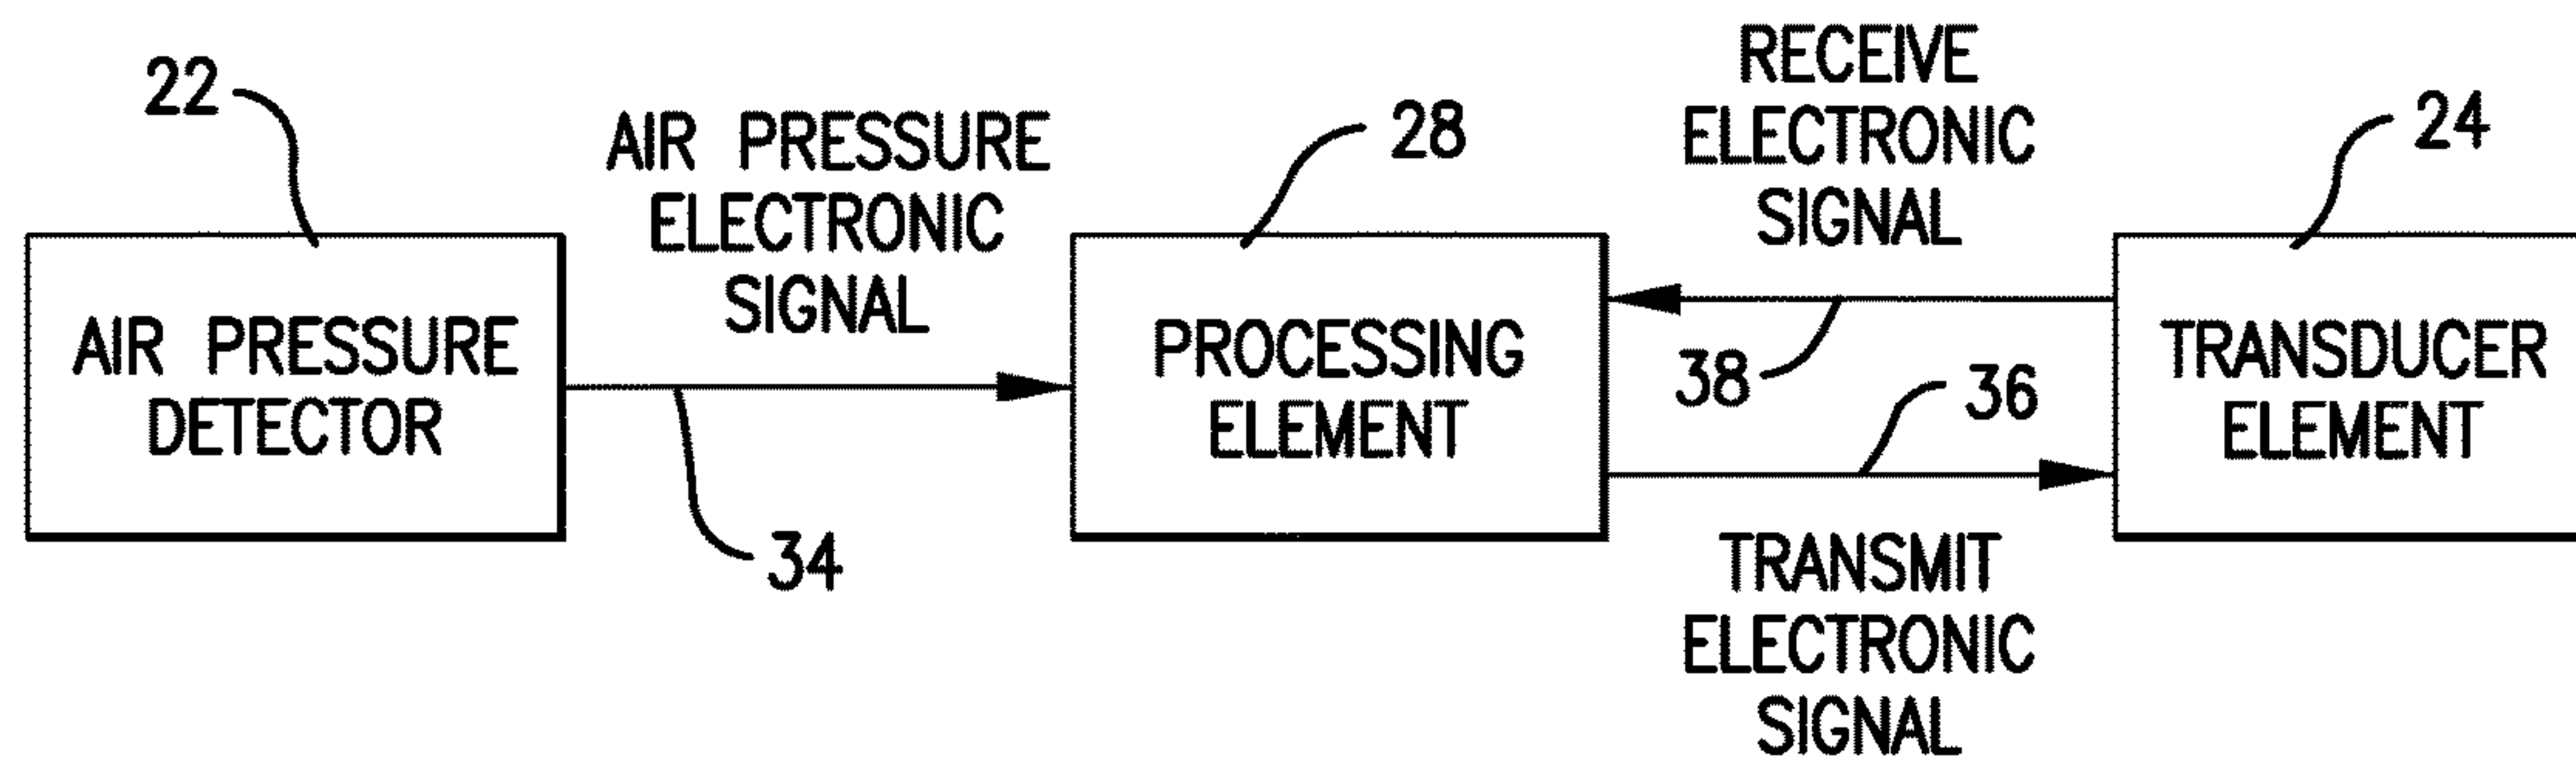 22
AIR PRESSURE
ELECTRONIC
SIGNAL
28
RECEIVE
ELECTRONIC
SIGNAL
24
AIR PRESSURE
DETECTOR
34
PROCESSING
ELEMENT
38
36
TRANSMIT
ELECTRONIC
SIGNAL
TRANSDUCER
ELEMENT